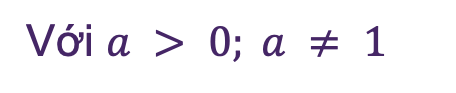 Với a > 0; a ≠ 1